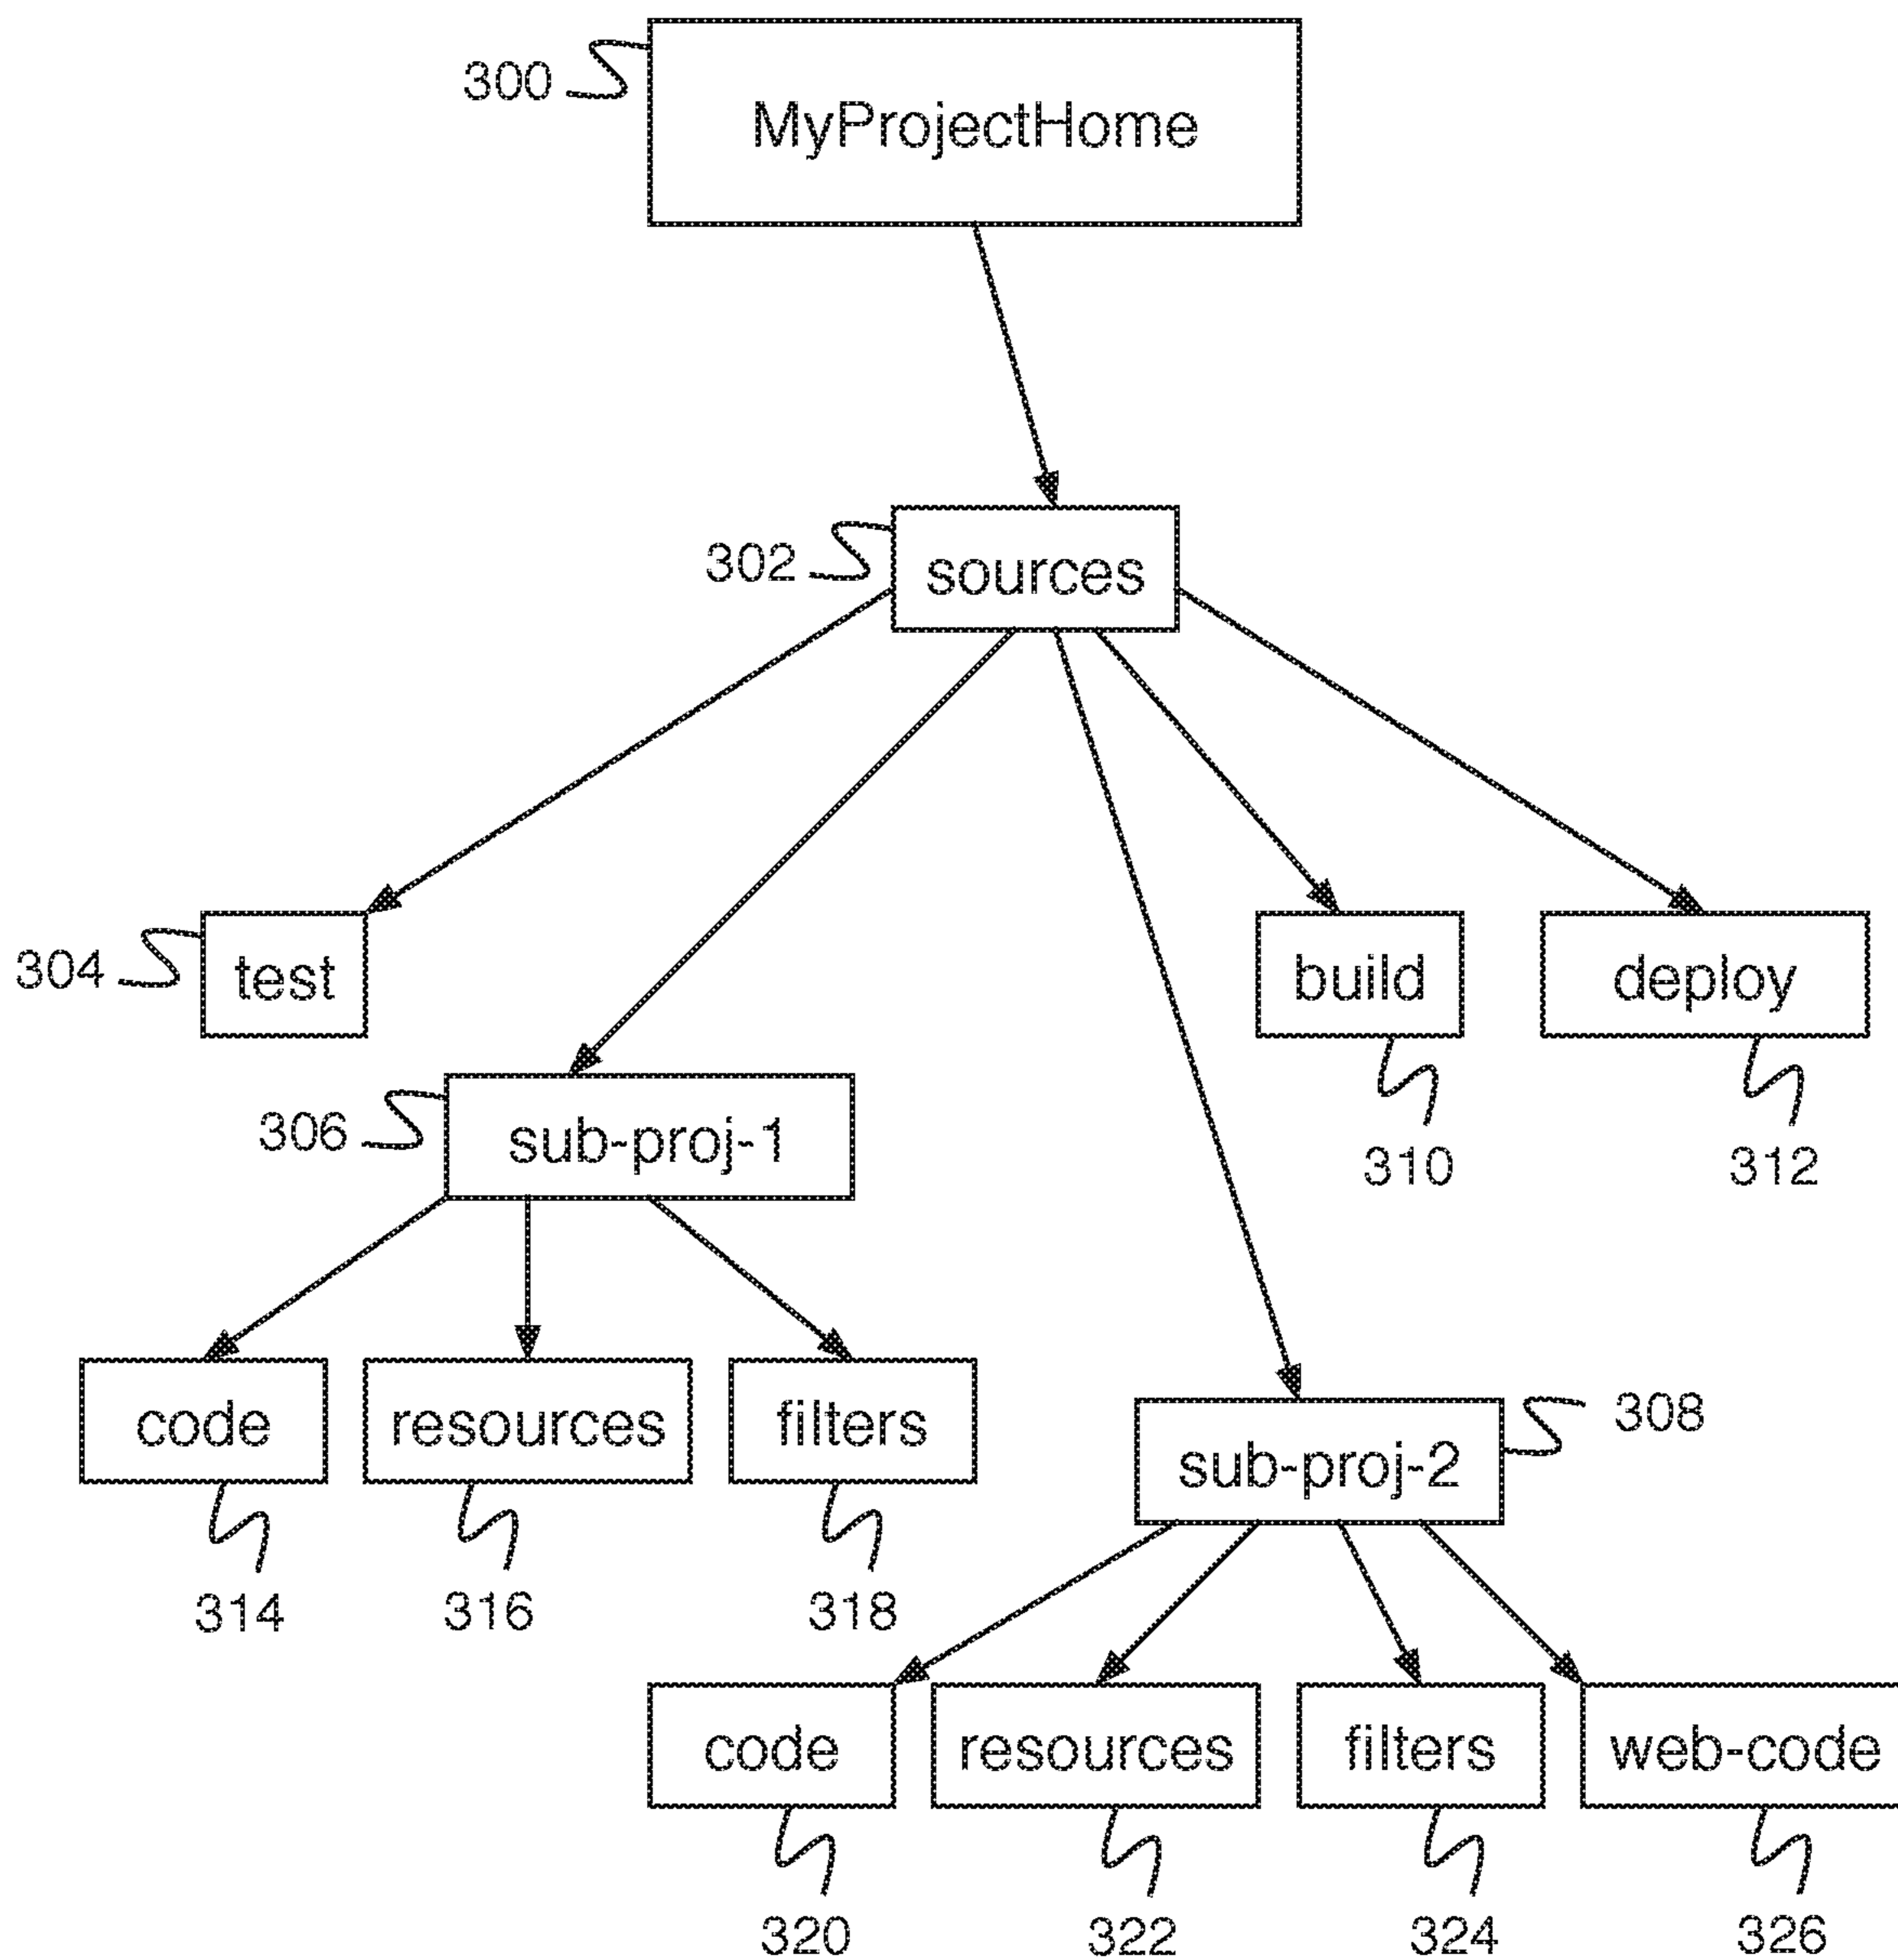 300
MyProjectHome
302
sources
304
test
build
deploy
306
sub-proj-1
310
312
code
resources
filters
308
sub-proj-2
314
316
318
code
resources
filters
web-code
320
322
324
326